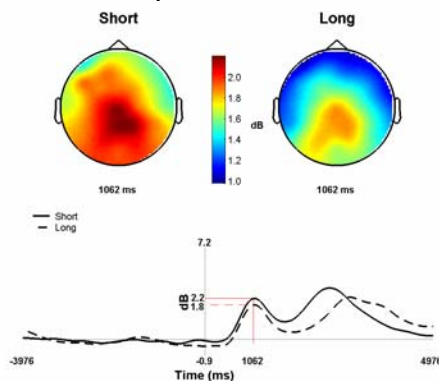 Short Long
2.0
1.8
1.6
1.4
1.2
1.0
dB
1062 ms 1062 ms
Short
Long
7.2
dB
2.2
1.8
-3976 -0.9 1062 4976
Time (ms)